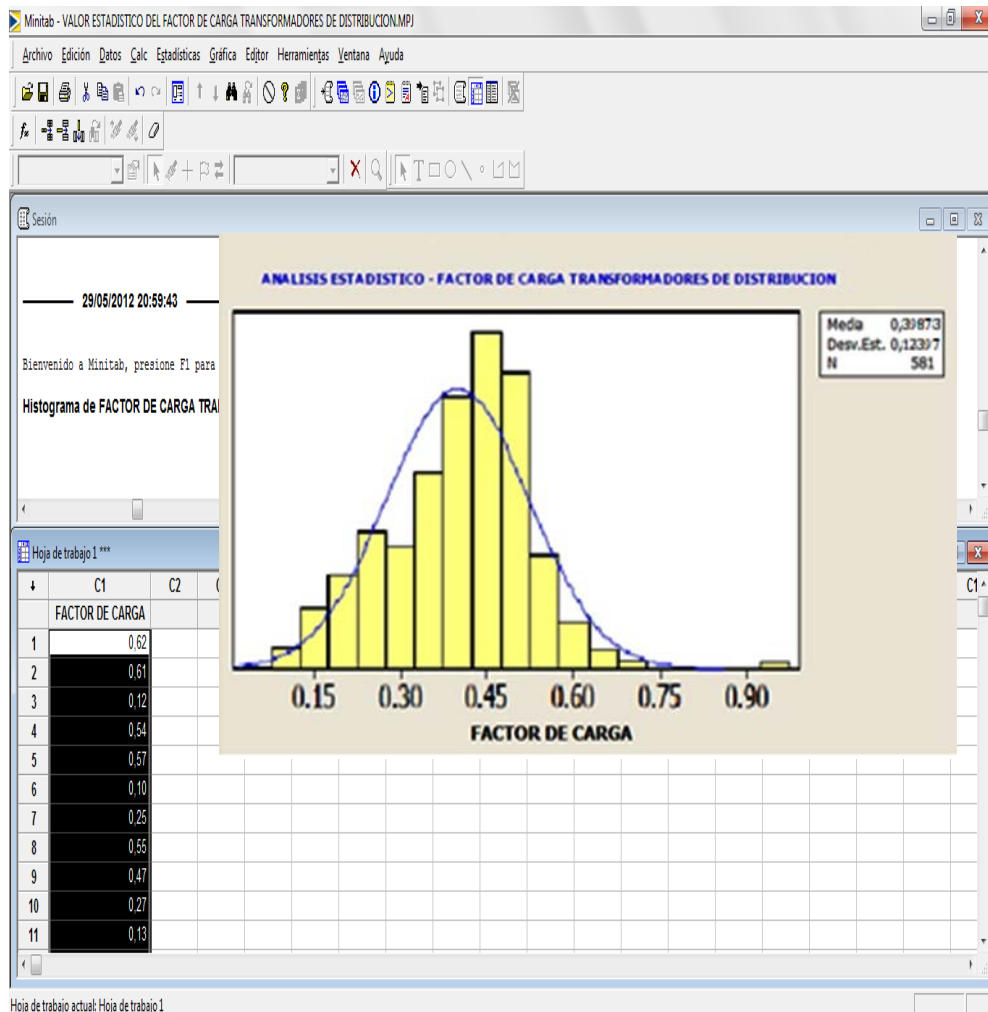 Minitab - VALOR ESTADISTICO DEL FACTOR DE CARGA TRANSFORMADORES DE DISTRIBUCION.MPJ
Archivo Edición Datos Calc Estadísticas Gráfica Editor Herramientas Ventana Ayuda
Sesión
29/05/2012 20:59:43
Bienvenido a Minitab, presione F1 para
Histograma de FACTOR DE CARGA TRA
ANALISIS ESTADISTICO - FACTOR DE CARGA TRANSFORMADORES DE DISTRIBUCION
Media 0,39873
Desv.Est. 0,12397
N 581
0.15 0.30 0.45 0.60 0.75 0.90
FACTOR DE CARGA
Hoja de trabajo 1 ***
C1 C2 C1
FACTOR DE CARGA
1 0,62
2 0,61
3 0,12
4 0,54
5 0,57
6 0,10
7 0,25
8 0,55
9 0,47
10 0,27
11 0,13
Hoja de trabajo actual: Hoja de trabajo 1